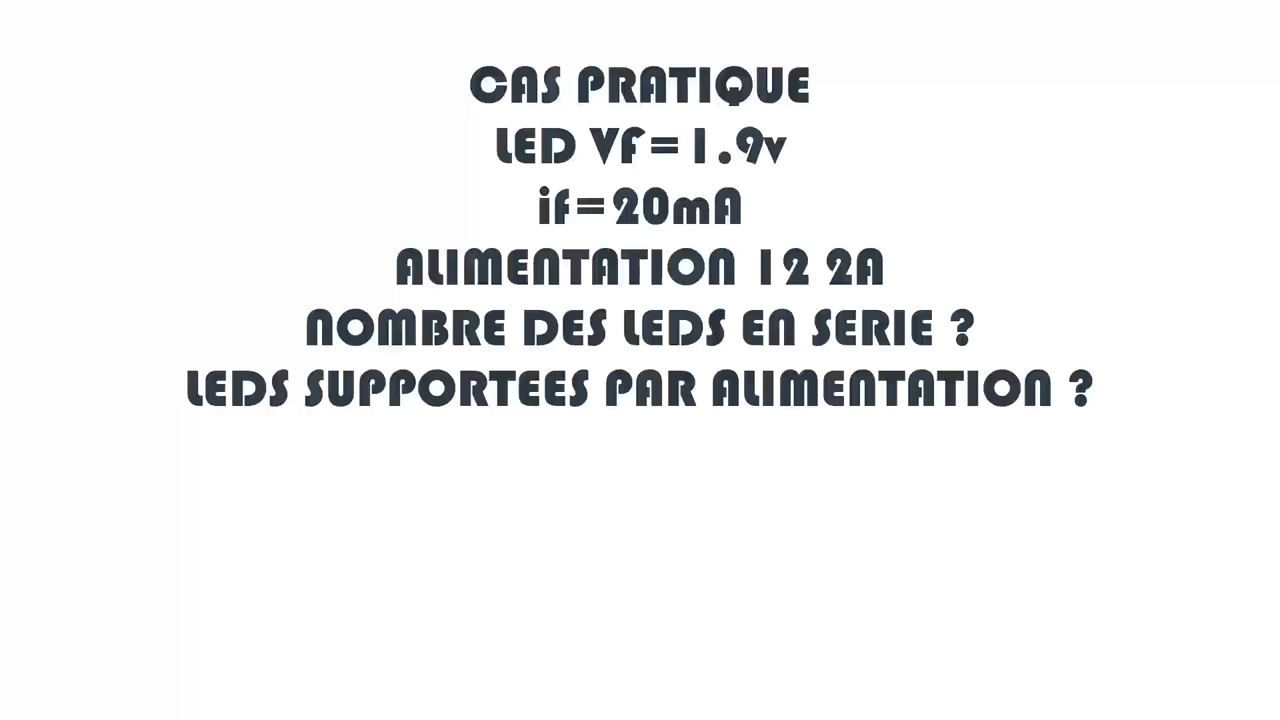 CAS PRATIQUE
LED VF=1.9v
if=20mA
ALIMENTATION 12 2A
NOMBRE DES LEDS EN SERIE ?
LEDS SUPPORTEES PAR ALIMENTATION ?